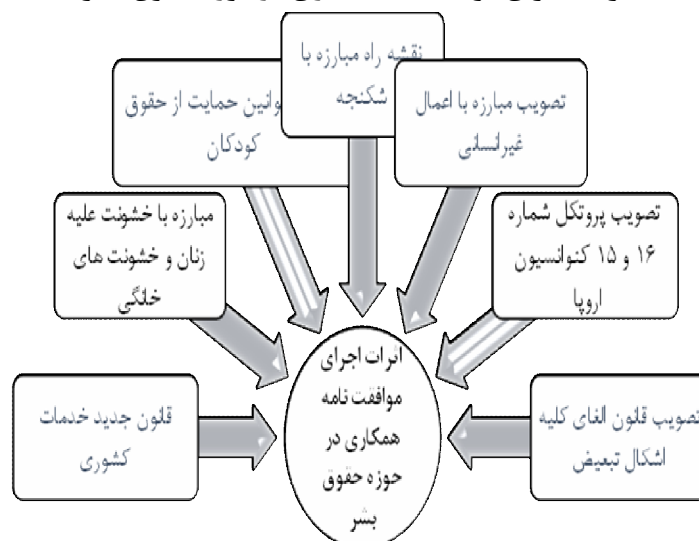 نقشه راه مبارزه با
شکنجه
تصویب مبارزه با اعمال
غیرانسانی
حمایت از حقوق
کودکان
تصویب پروتکل شماره
۱۶ و ۱۵ کنوانسیون
اروپا
مبارزه با خشونت علیه
زنان و خشونت های
خانگی
تصویب قانون الغای کلیه
اشکال تبعیض
قانون جدید خدمات
کشوری
اثرات اجرای
موافقت نامه
همکاری در
حوزه حقوق
بشر